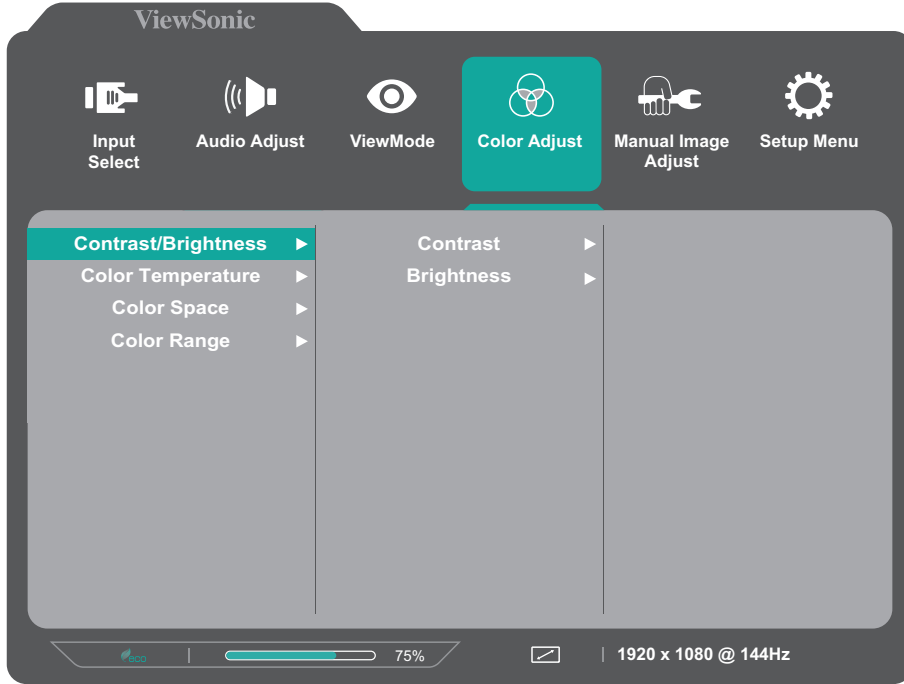 ViewSonic
Input
Select
Audio Adjust
ViewMode
Color Adjust
Manual Image
Adjust
Setup Menu
Contrast/Brightness
Color Temperature
Color Space
Color Range
Contrast
Brightness
eco
75%
1920 x 1080 @ 144Hz